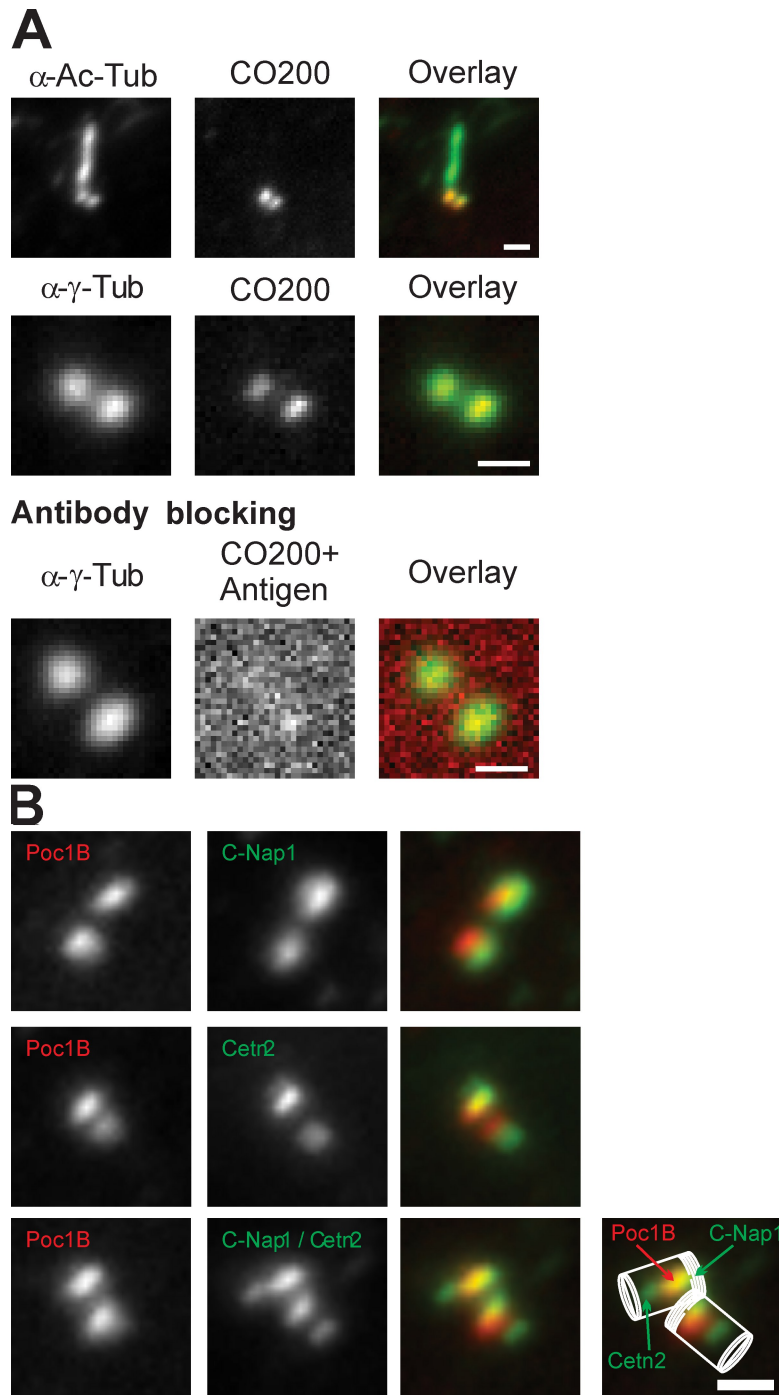 A
α-Ac-Tub CO200 Overlay
α-γ-Tub CO200 Overlay
Antibody blocking
α-γ-Tub CO200+ Antigen Overlay
B
Poc1B C-Nap1
Poc1B Cetn2
Poc1B C-Nap1 / Cetn2 Poc1B C-Nap1
Cetn2